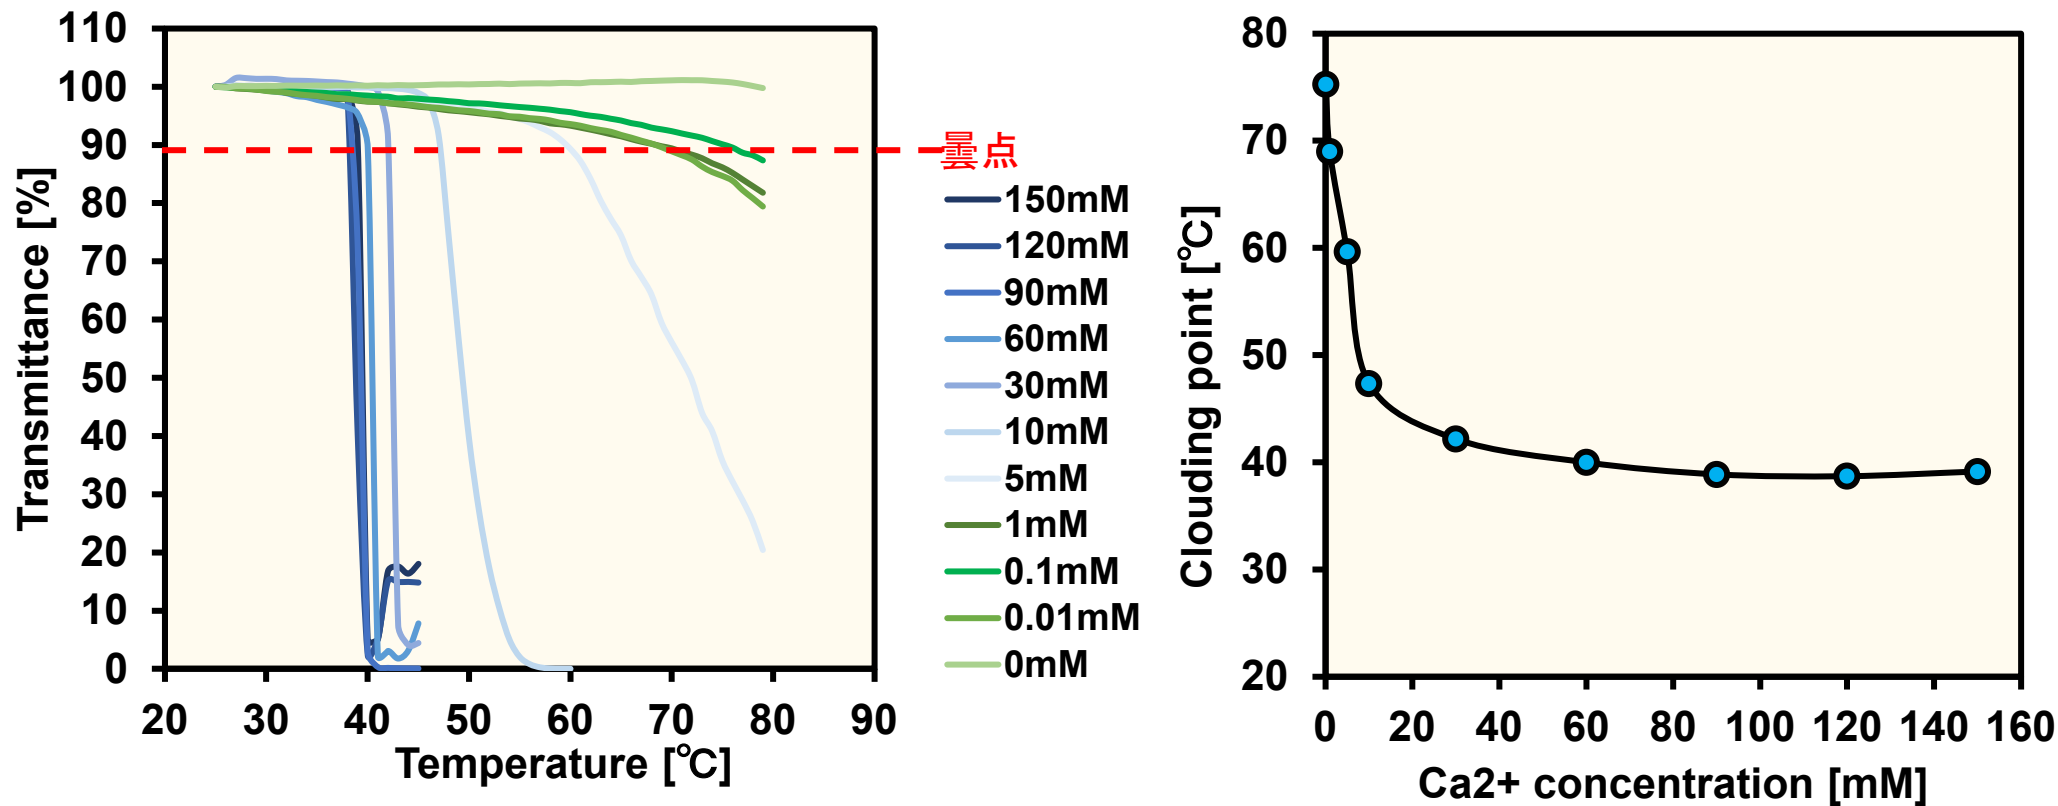 110
100
90
80
70
60
50
40
30
20
10
0
Transmittance [%]
20 30 40 50 60 70 80 90
Temperature [℃]
曇点
150mM
120mM
90mM
60mM
30mM
10mM
5mM
1mM
0.1mM
0.01mM
0mM
80
70
60
50
40
30
20
Clouding point [℃]
0 20 40 60 80 100 120 140 160
Ca2+ concentration [mM]